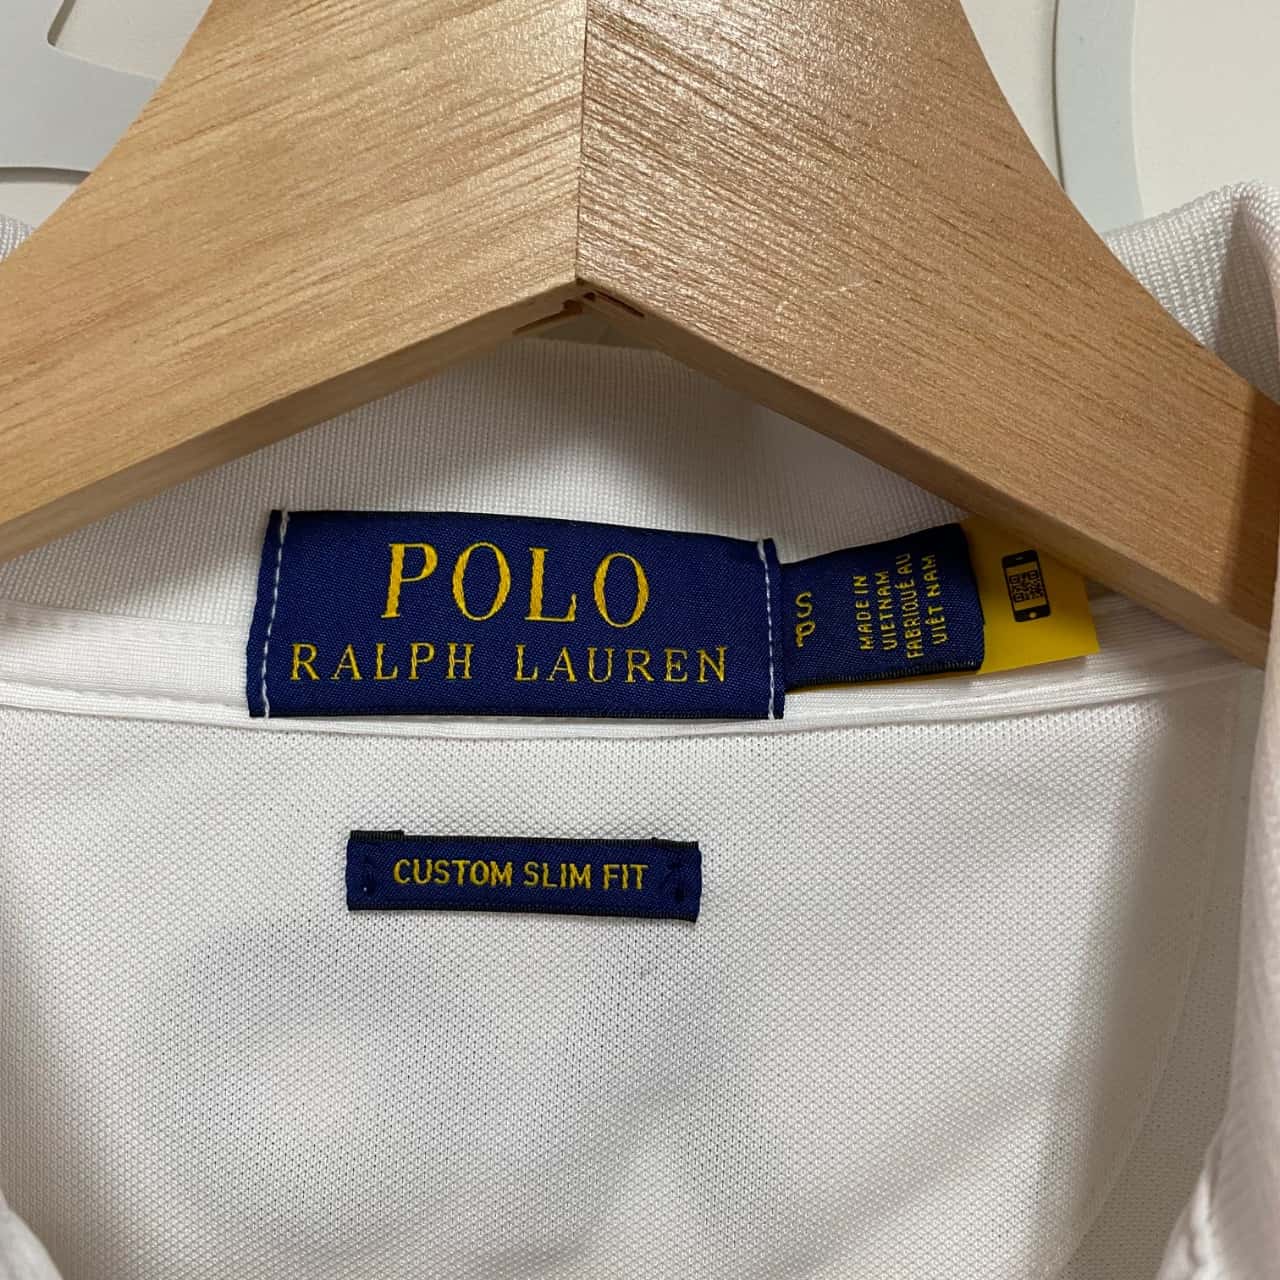 POLO
RALPH LAUREN
S
P
MADE IN
VIETNAM
FABRIQUÉ AU
VIÊT NAM
CUSTOM SLIM FIT